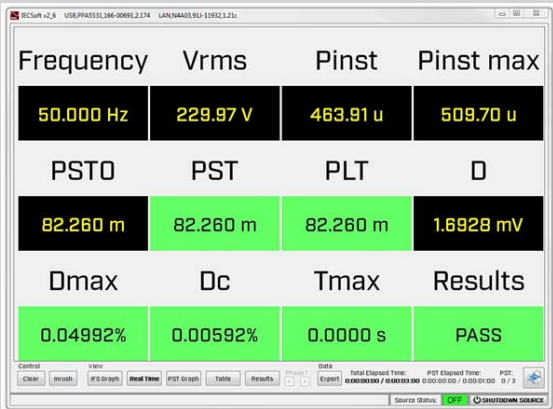 IECSoft v2_6 USB,PPA5531,166-00691,2.174 LAN,N4A03,91J-11932,1.21c
Frequency Vrms Pinst Pinst max
50.000 Hz 229.97 V 463.91 u 509.70 u
PST0 PST PLT D
82.260 m 82.260 m 82.260 m 1.6928 mV
Dmax Dc Tmax Results
0.04992% 0.00592% 0.0000 s PASS
Control View Phase 1 Data Total Elapsed Time: PST Elapsed Time: PST:
Clear Inrush IFS Graph Real Time PST Graph Table Results Export 0:00:00:00 / 0:00:03:00 0:00:00:00 / 0:00:01:00 0 / 3
Source Status: OFF SHUTDOWN SOURCE